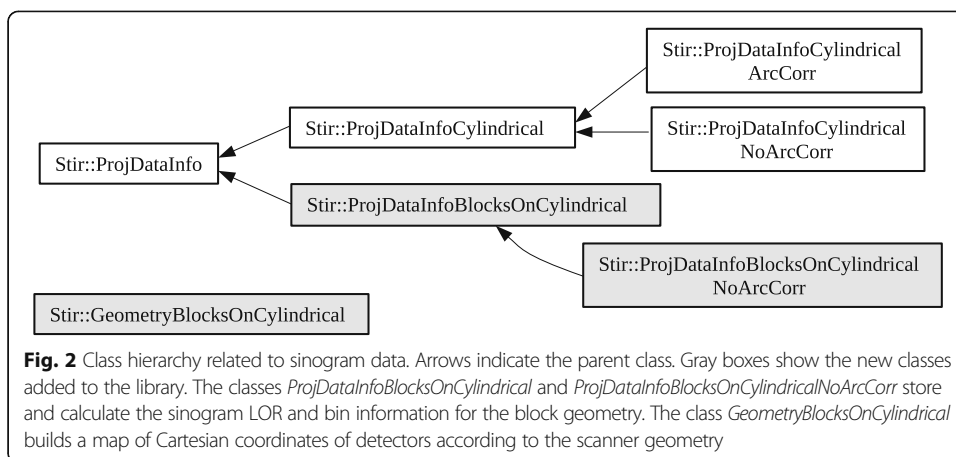 Stir::ProjDataInfoCylindrical
ArcCorr
Stir::ProjDataInfoCylindrical
Stir::ProjDataInfoCylindrical
NoArcCorr
Stir::ProjDataInfo
Stir::ProjDataInfoBlocksOnCylindrical
Stir::ProjDataInfoBlocksOnCylindrical
NoArcCorr
Stir::GeometryBlocksOnCylindrical
Fig. 2 Class hierarchy related to sinogram data. Arrows indicate the parent class. Gray boxes show the new classes
added to the library. The classes ProjDataInfoBlocksOnCylindrical and ProjDataInfoBlocksOnCylindricalNoArcCorr store
and calculate the sinogram LOR and bin information for the block geometry. The class GeometryBlocksOnCylindrical
builds a map of Cartesian coordinates of detectors according to the scanner geometry